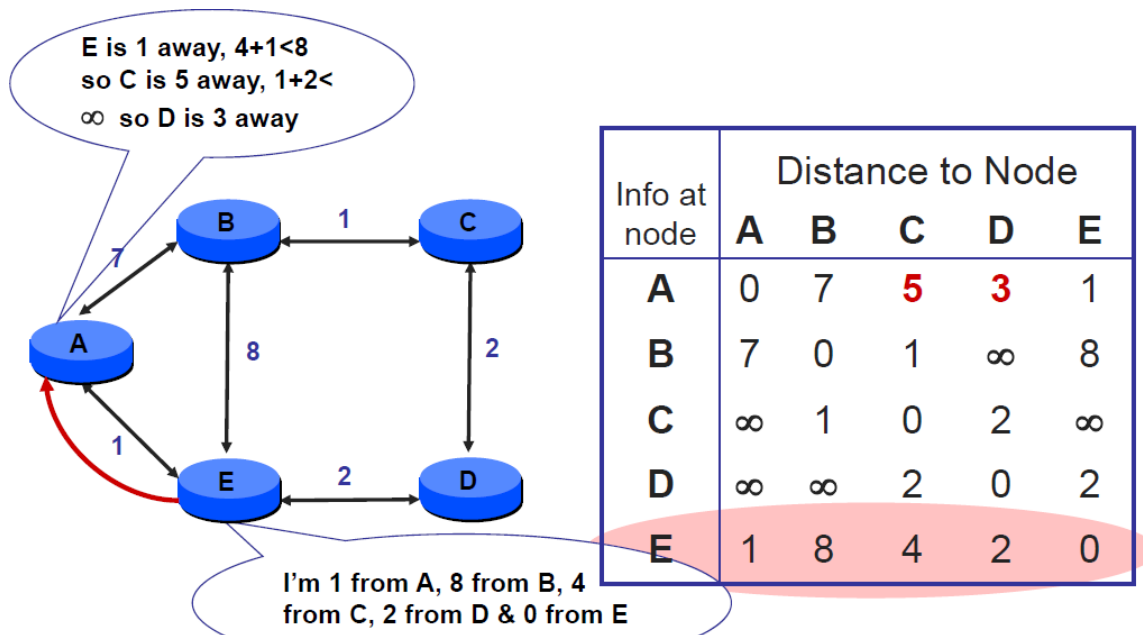 E is 1 away, 4+1<8
so C is 5 away, 1+2<
∞ so D is 3 away
B
1
C
7
A
8
2
1
E
2
D
I'm 1 from A, 8 from B, 4
from C, 2 from D & 0 from E
Info at node
Distance to Node
A B C D E
A 0 7 5 3 1
B 7 0 1 ∞ 8
C ∞ 1 0 2 ∞
D ∞ ∞ 2 0 2
E 1 8 4 2 0